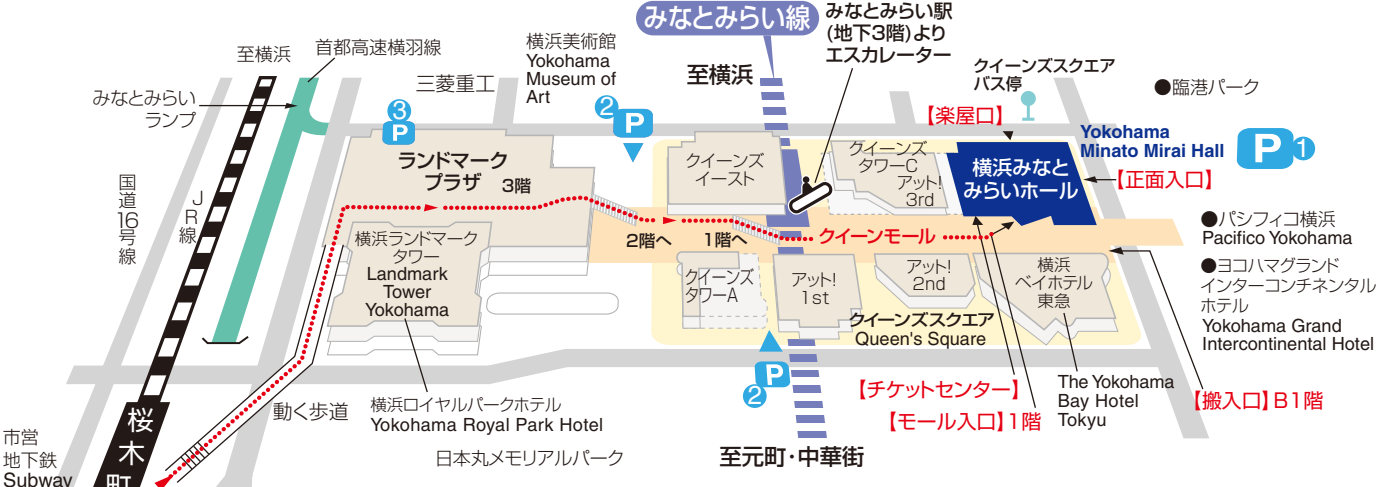 みなとみらい線
みなとみらい駅
(地下3階)より
エスカレーター
至横浜
首都高速横羽線
横浜美術館
Yokohama
Museum of
Art
三菱重工
至横浜
クイーンズスクエア
バス停
●臨港パーク
みなとみらい
ランプ
3
P
2
P
【楽屋口】
Yokohama
Minato Mirai Hall
P
1
ランドマーク
プラザ
3階
クイーンズ
イースト
クイーンズ
タワーC
アット!
3rd
横浜みなと
みらいホール
【正面入口】
国道16号線
JR線
●パシフィコ横浜
Pacifico Yokohama
2階へ
1階へ
クイーンモール
横浜ランドマーク
タワー
Landmark
Tower
Yokohama
クイーンズ
タワーA
アット!
1st
アット!
2nd
横浜
ベイホテル
東急
●ヨコハマグランド
インターコンチネンタル
ホテル
Yokohama Grand
Intercontinental Hotel
クイーンズスクエア
Queen's Square
P
2
【チケットセンター】
【モール入口】1階
The Yokohama
Bay Hotel
Tokyu
【搬入口】B1階
動く歩道
横浜ロイヤルパークホテル
Yokohama Royal Park Hotel
日本丸メモリアルパーク
至元町・中華街
桜木町
市営
地下鉄
Subway